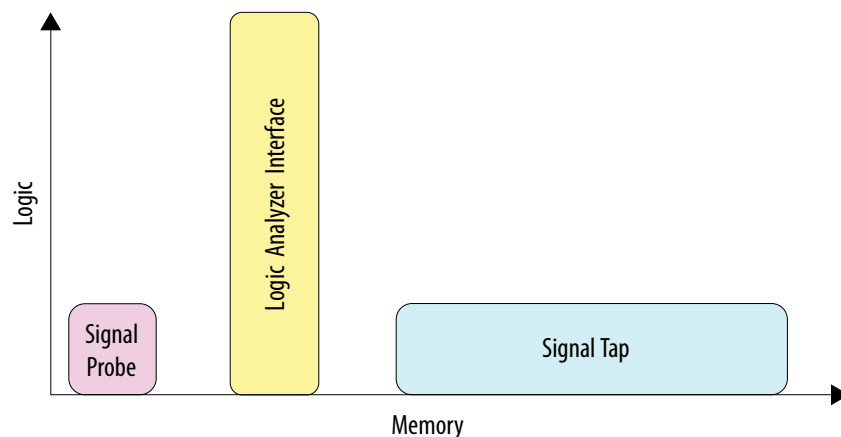 Logic
Signal
Probe
Logic Analyzer Interface
Signal Tap
Memory